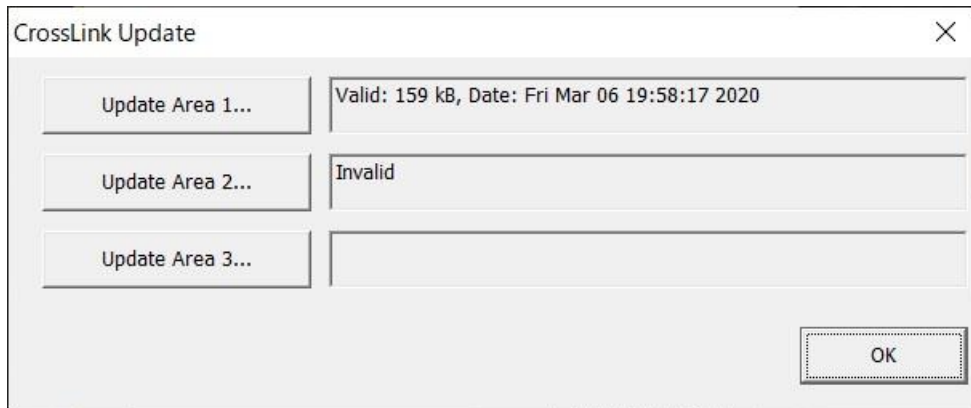 CrossLink Update
Update Area 1...
Valid: 159 kB, Date: Fri Mar 06 19:58:17 2020
Update Area 2...
Invalid
Update Area 3...
OK